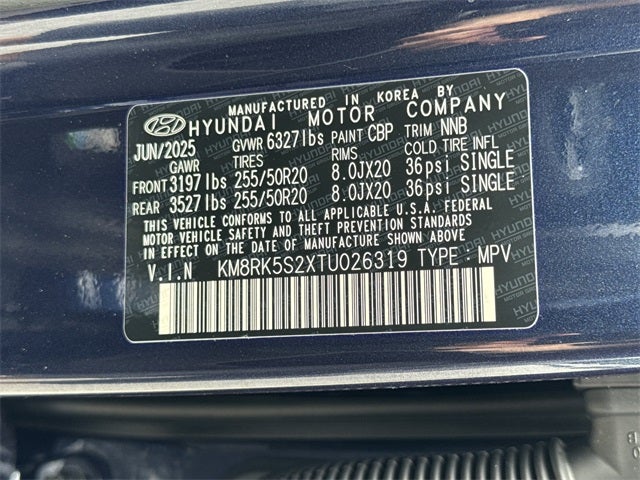 MANUFACTURED IN KOREA BY
HYUNDAI MOTOR COMPANY
JUN/2025 GVWR 6327lbs PAINT CBP TRIM NNB
GAWR TIRES RIMS COLD TIRE INFL
FRONT 3197lbs 255/50R20 8.0JX20 36psi SINGLE
REAR 3527lbs 255/50R20 8.0JX20 36psi SINGLE
THIS VEHICLE CONFORMS TO ALL APPLICABLE U.S.A. FEDERAL
MOTOR VEHICLE SAFETY AND THEFT PREVENTION STANDARDS
IN EFFECT ON THE DATE OF MANUFACTURE SHOWN ABOVE.
V.I.N KM8RK5S2XTU026319 TYPE : MPV